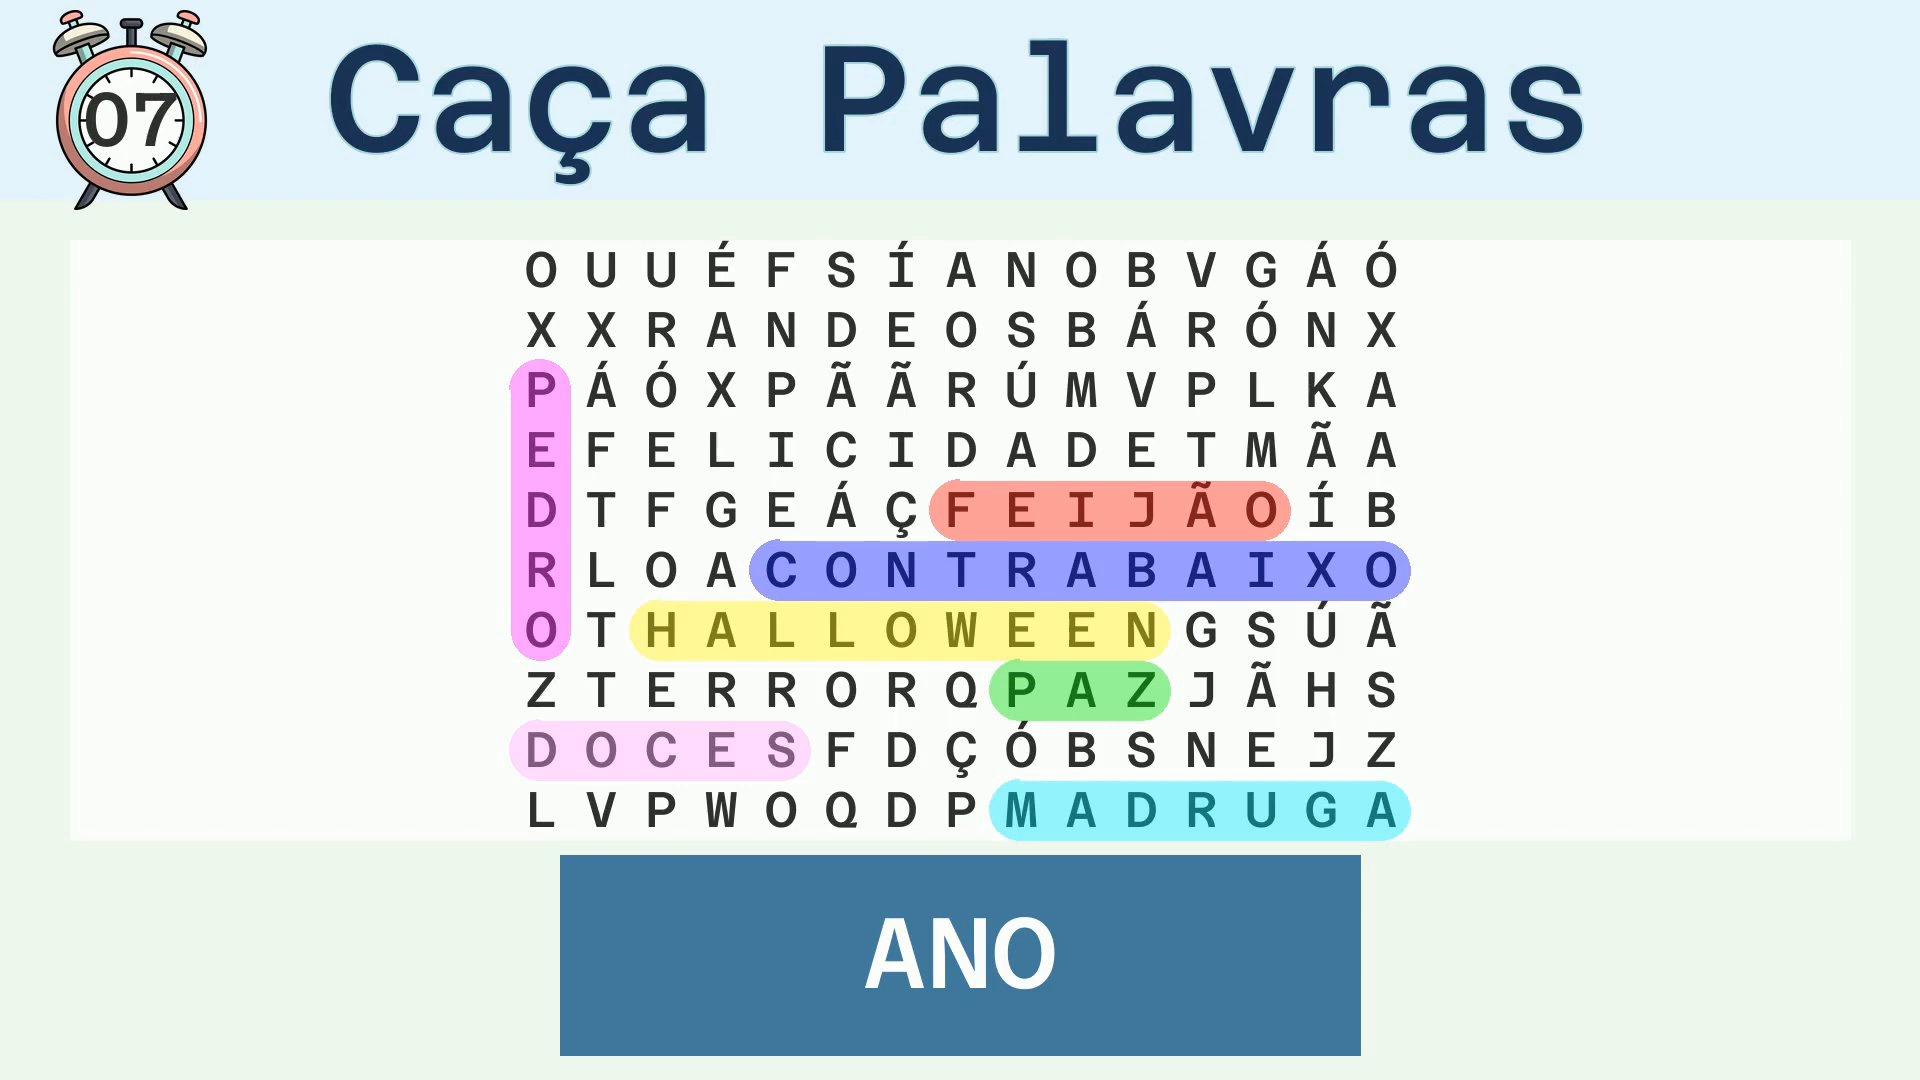 07
Caça Palavras
O U U É F S Í A N O B V G Á Ó
X X R A N D E O S B Á R Ó N X
P Á Ó X P Ã Ã R Ú M V P L K A
E F E L I C I D A D E T M Ã A
D T F G E Á Ç F E I J Ã O Í B
R L O A C O N T R A B A I X O
O T H A L L O W E E N G S Ú Ã
Z T E R R O R Q P A Z J Ã H S
D O C E S F D Ç Ó B S N E J Z
L V P W O Q D P M A D R U G A
ANO